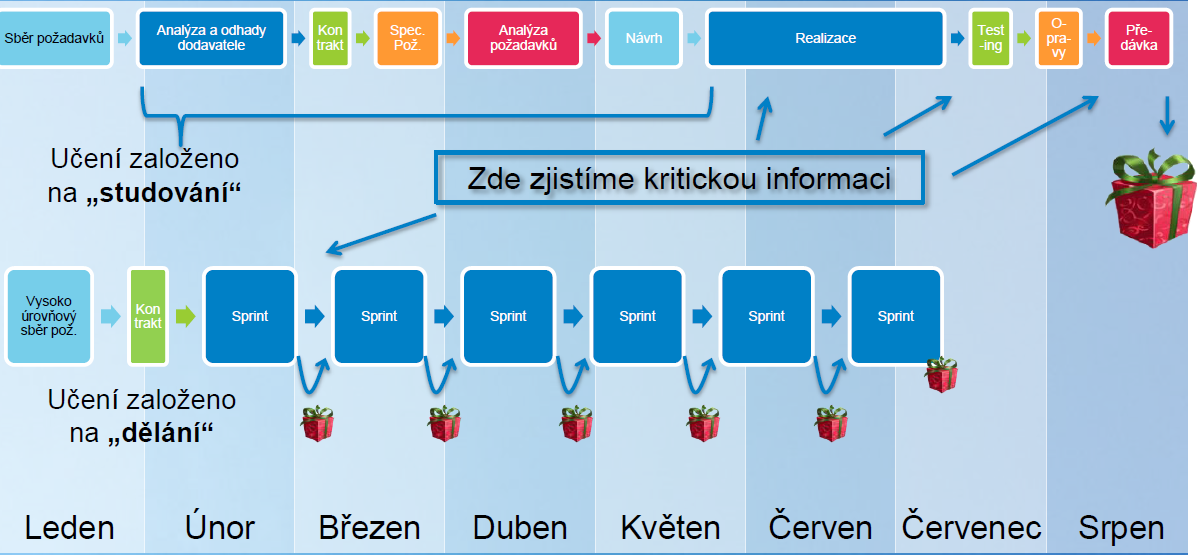 Sběr požadavků
Analýza a odhady
dodavatele
Kon
trakt
Spec.
Pož.
Analýza
požadavků
Návrh
Realizace
Test
-ing
O-
pra-
vy
Pře-
dávka
Učení založeno
na „studování“
Zde zjistíme kritickou informaci
Vysoko
úrovňový
sběr pož.
Kon
trakt
Sprint
Sprint
Sprint
Sprint
Sprint
Sprint
Učení založeno
na „dělání“
Leden
Únor
Březen
Duben
Květen
Červen
Červenec
Srpen